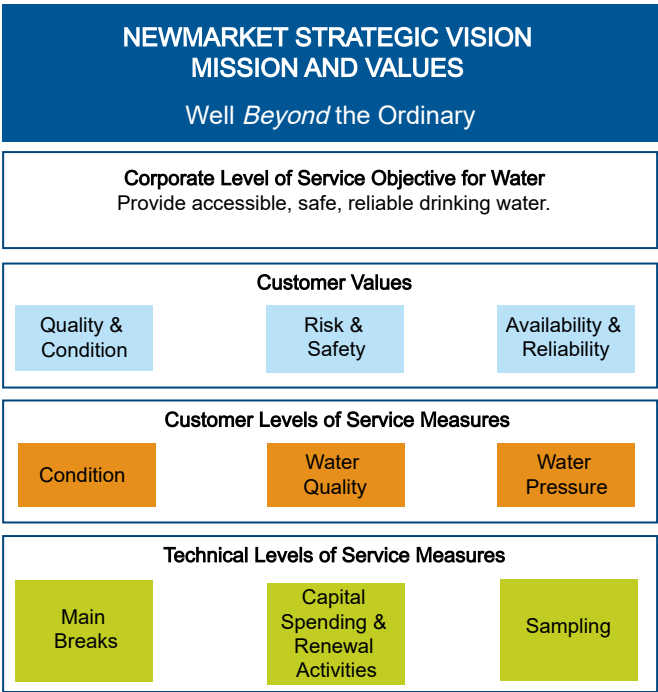 NEWMARKET STRATEGIC VISION
MISSION AND VALUES
Well Beyond the Ordinary
Corporate Level of Service Objective for Water
Provide accessible, safe, reliable drinking water.
Customer Values
Quality &
Condition
Risk &
Safety
Availability &
Reliability
Customer Levels of Service Measures
Condition
Water
Quality
Water
Pressure
Technical Levels of Service Measures
Main
Breaks
Capital
Spending &
Renewal
Activities
Sampling